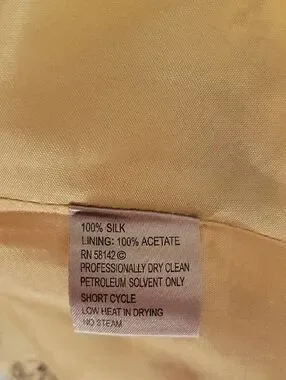 100% SILK
LINING: 100% ACETATE
RN 58142 ©
PROFESSIONALLY DRY CLEAN
PETROLEUM SOLVENT ONLY
SHORT CYCLE
LOW HEAT IN DRYING
NO STEAM